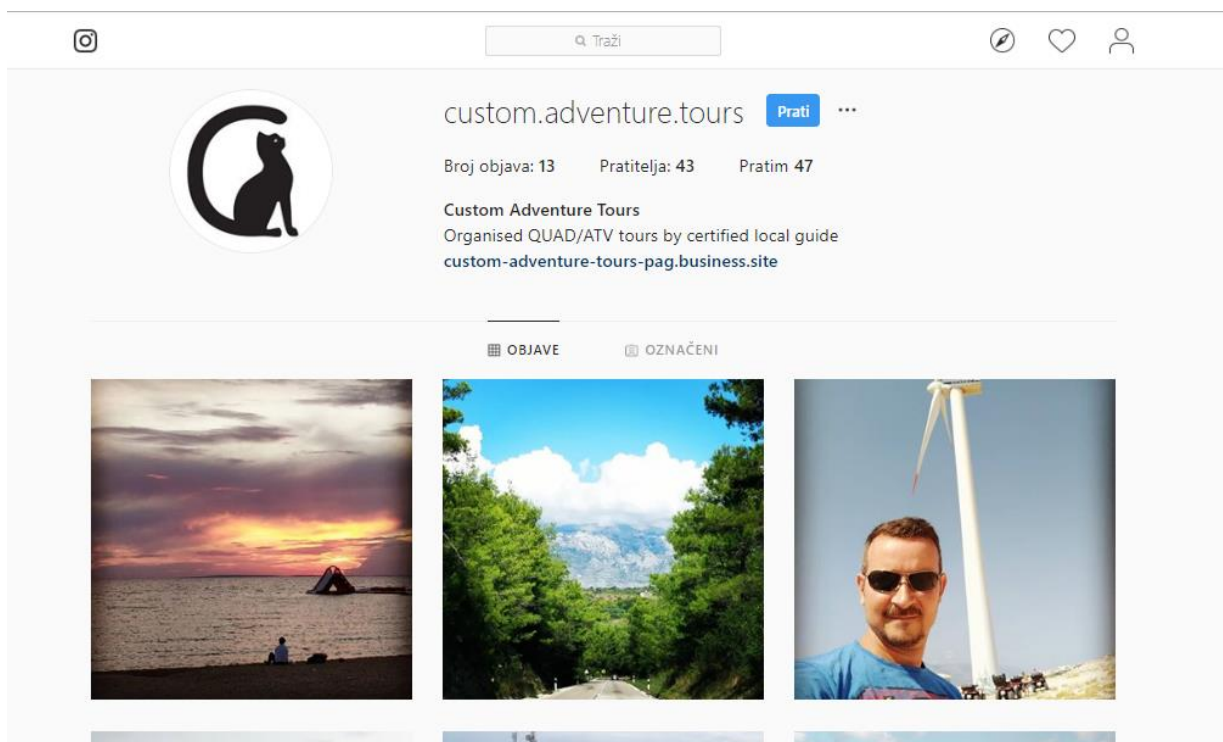 Traži
custom.adventure.tours Prati
Broj objava: 13 Pratitelja: 43 Pratim 47
Custom Adventure Tours
Organised QUAD/ATV tours by certified local guide
custom-adventure-tours-pag.business.site
OBJAVE OZNAČENI